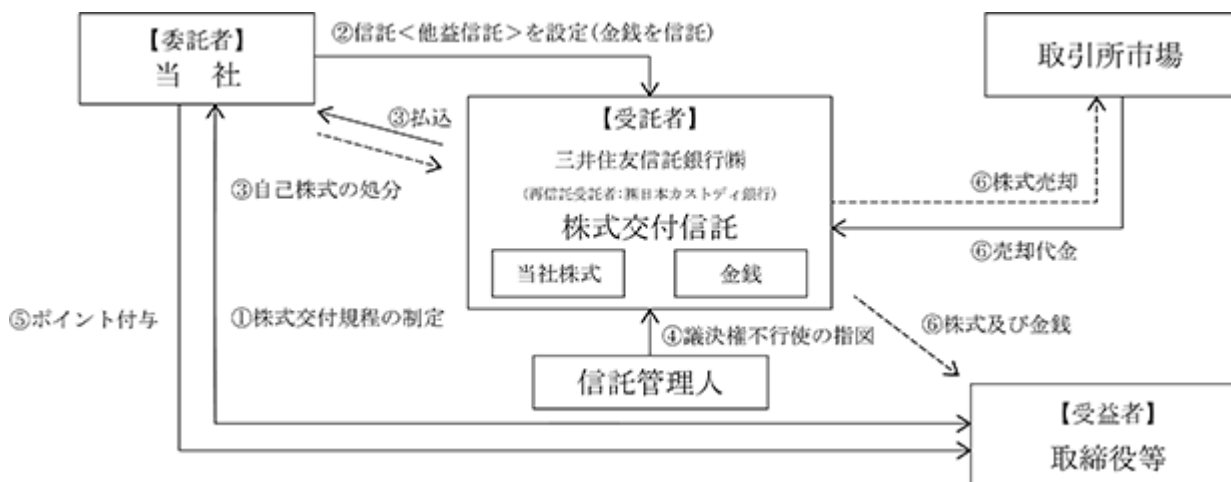 【委託者】
当 社
②信託<他益信託>を設定(金銭を信託)
取引所市場
③払込
③自己株式の処分
【受託者】
三井住友信託銀行㈱
(再信託受託者:㈱日本カストディ銀行)
株式交付信託
当社株式
金銭
⑥株式売却
⑥売却代金
⑤ポイント付与
①株式交付規程の制定
④議決権不行使の指図
⑥株式及び金銭
信託管理人
【受益者】
取締役等